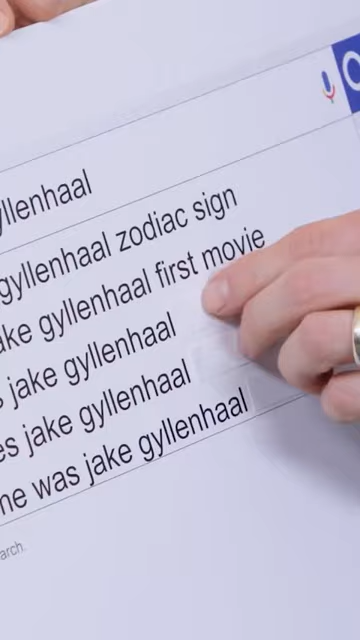 yllenhaal
gyllenhaal zodiac sign
ake gyllenhaal first movie
s jake gyllenhaal
es jake gyllenhaal
me was jake gyllenhaal
arch.